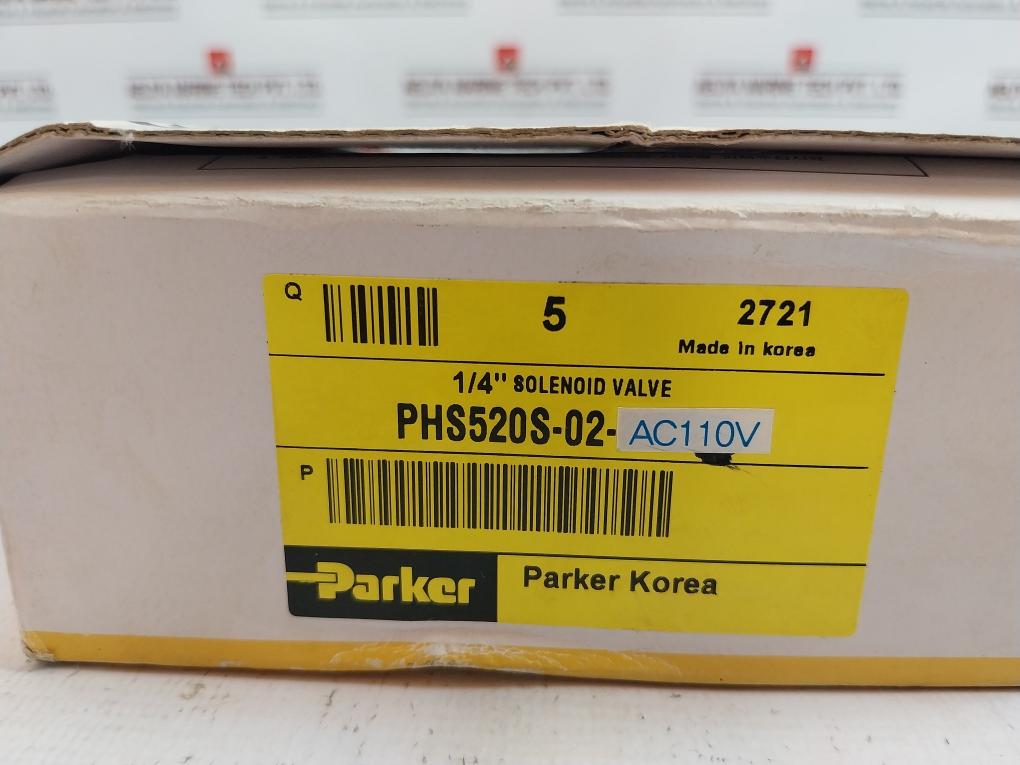 Q 5 2721
Made in korea
1/4" SOLENOID VALVE
PHS520S-02-AC110V
P
Parker
Parker Korea